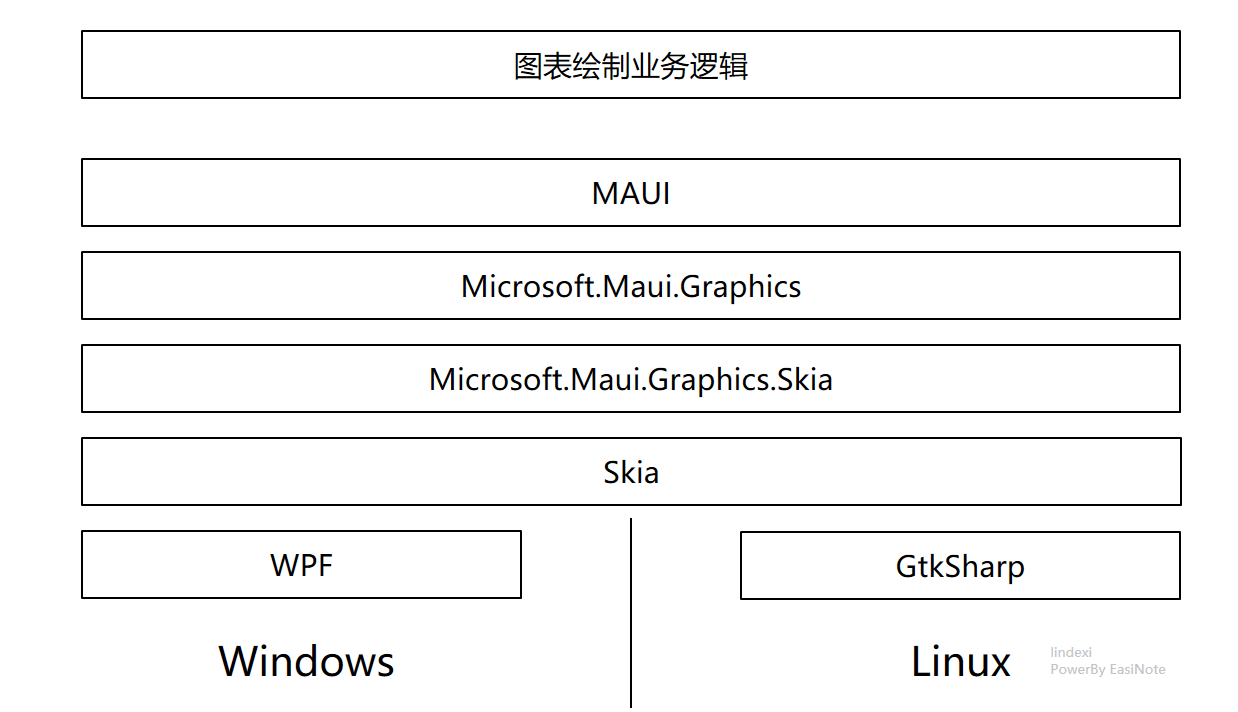 图表绘制业务逻辑
MAUI
Microsoft.Maui.Graphics
Microsoft.Maui.Graphics.Skia
Skia
WPF
GtkSharp
Windows
Linux
lindexi
PowerBy EasiNote